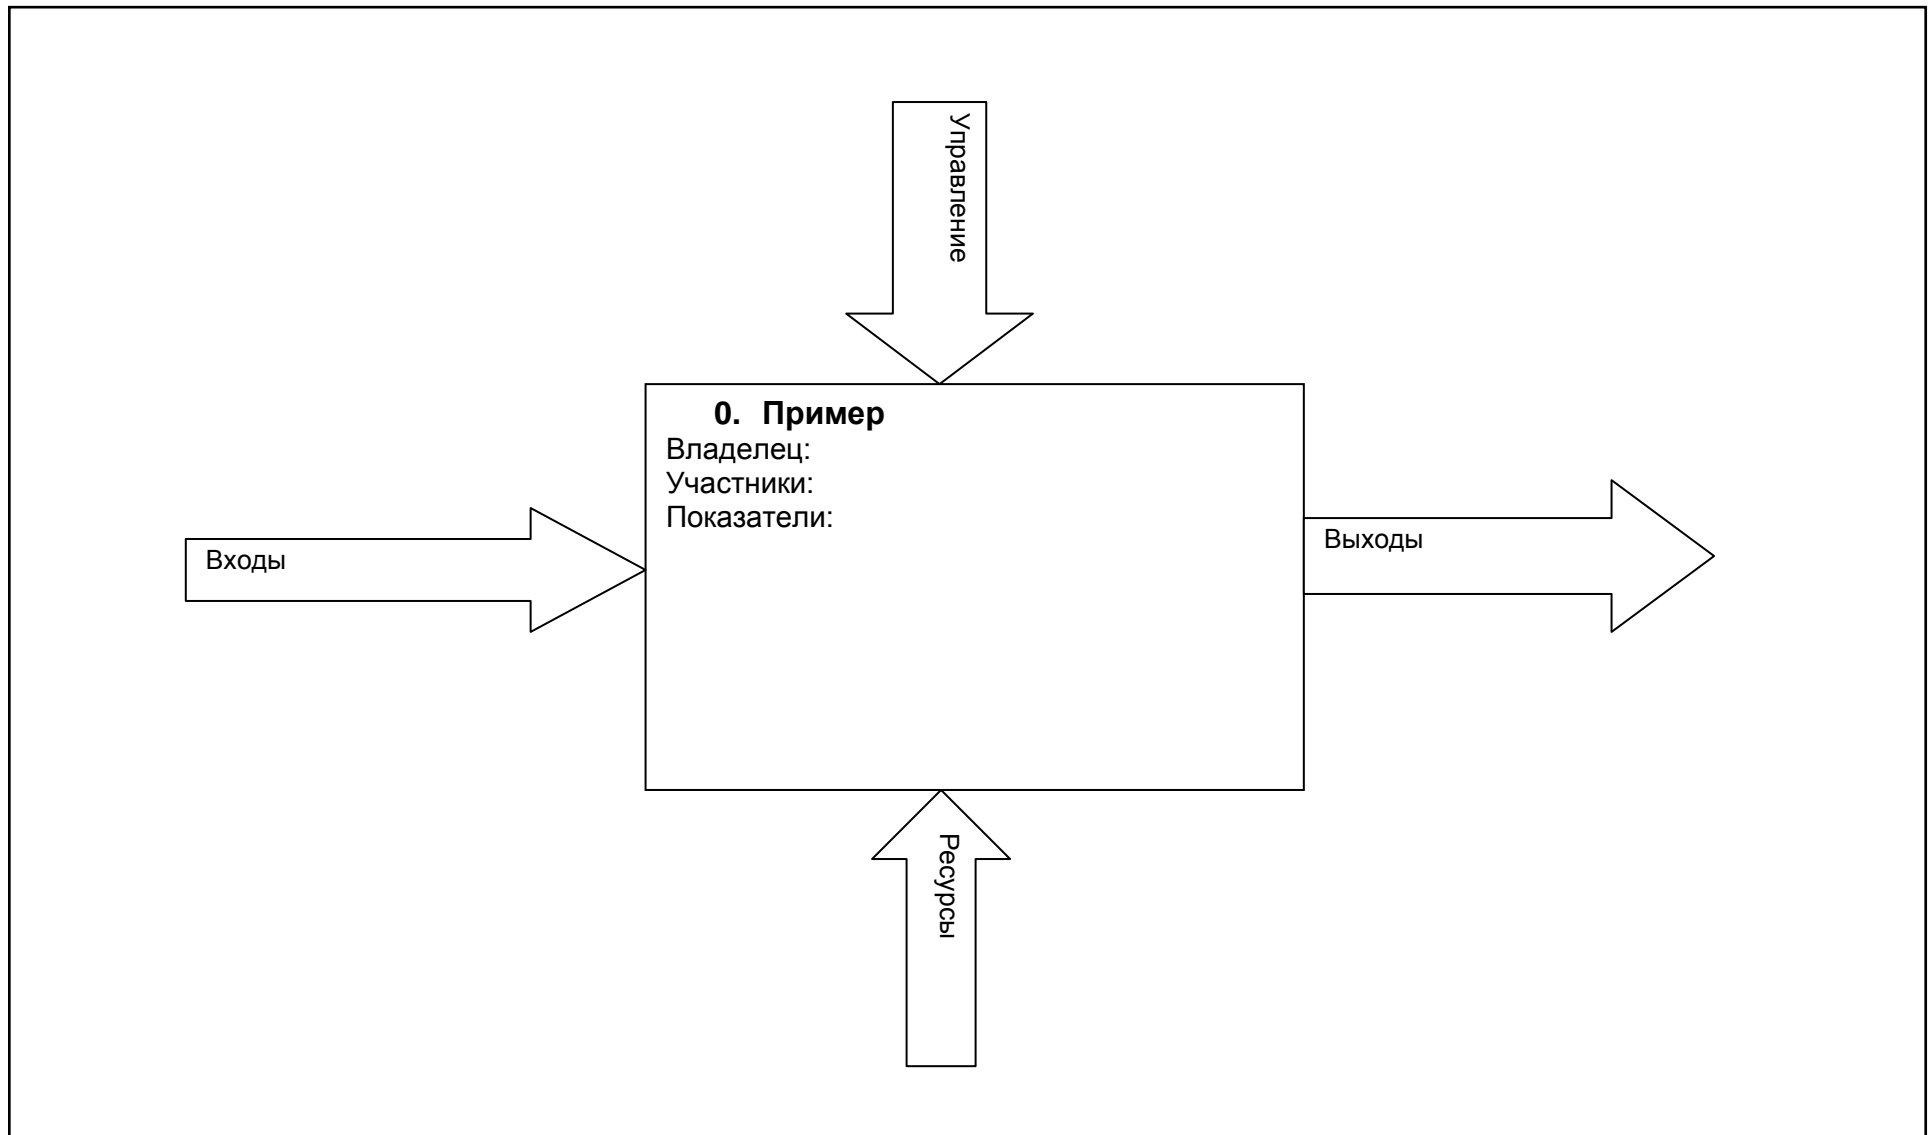 Управление
0. Пример
Владелец:
Участники:
Показатели:
Входы
Выходы
Ресурсы